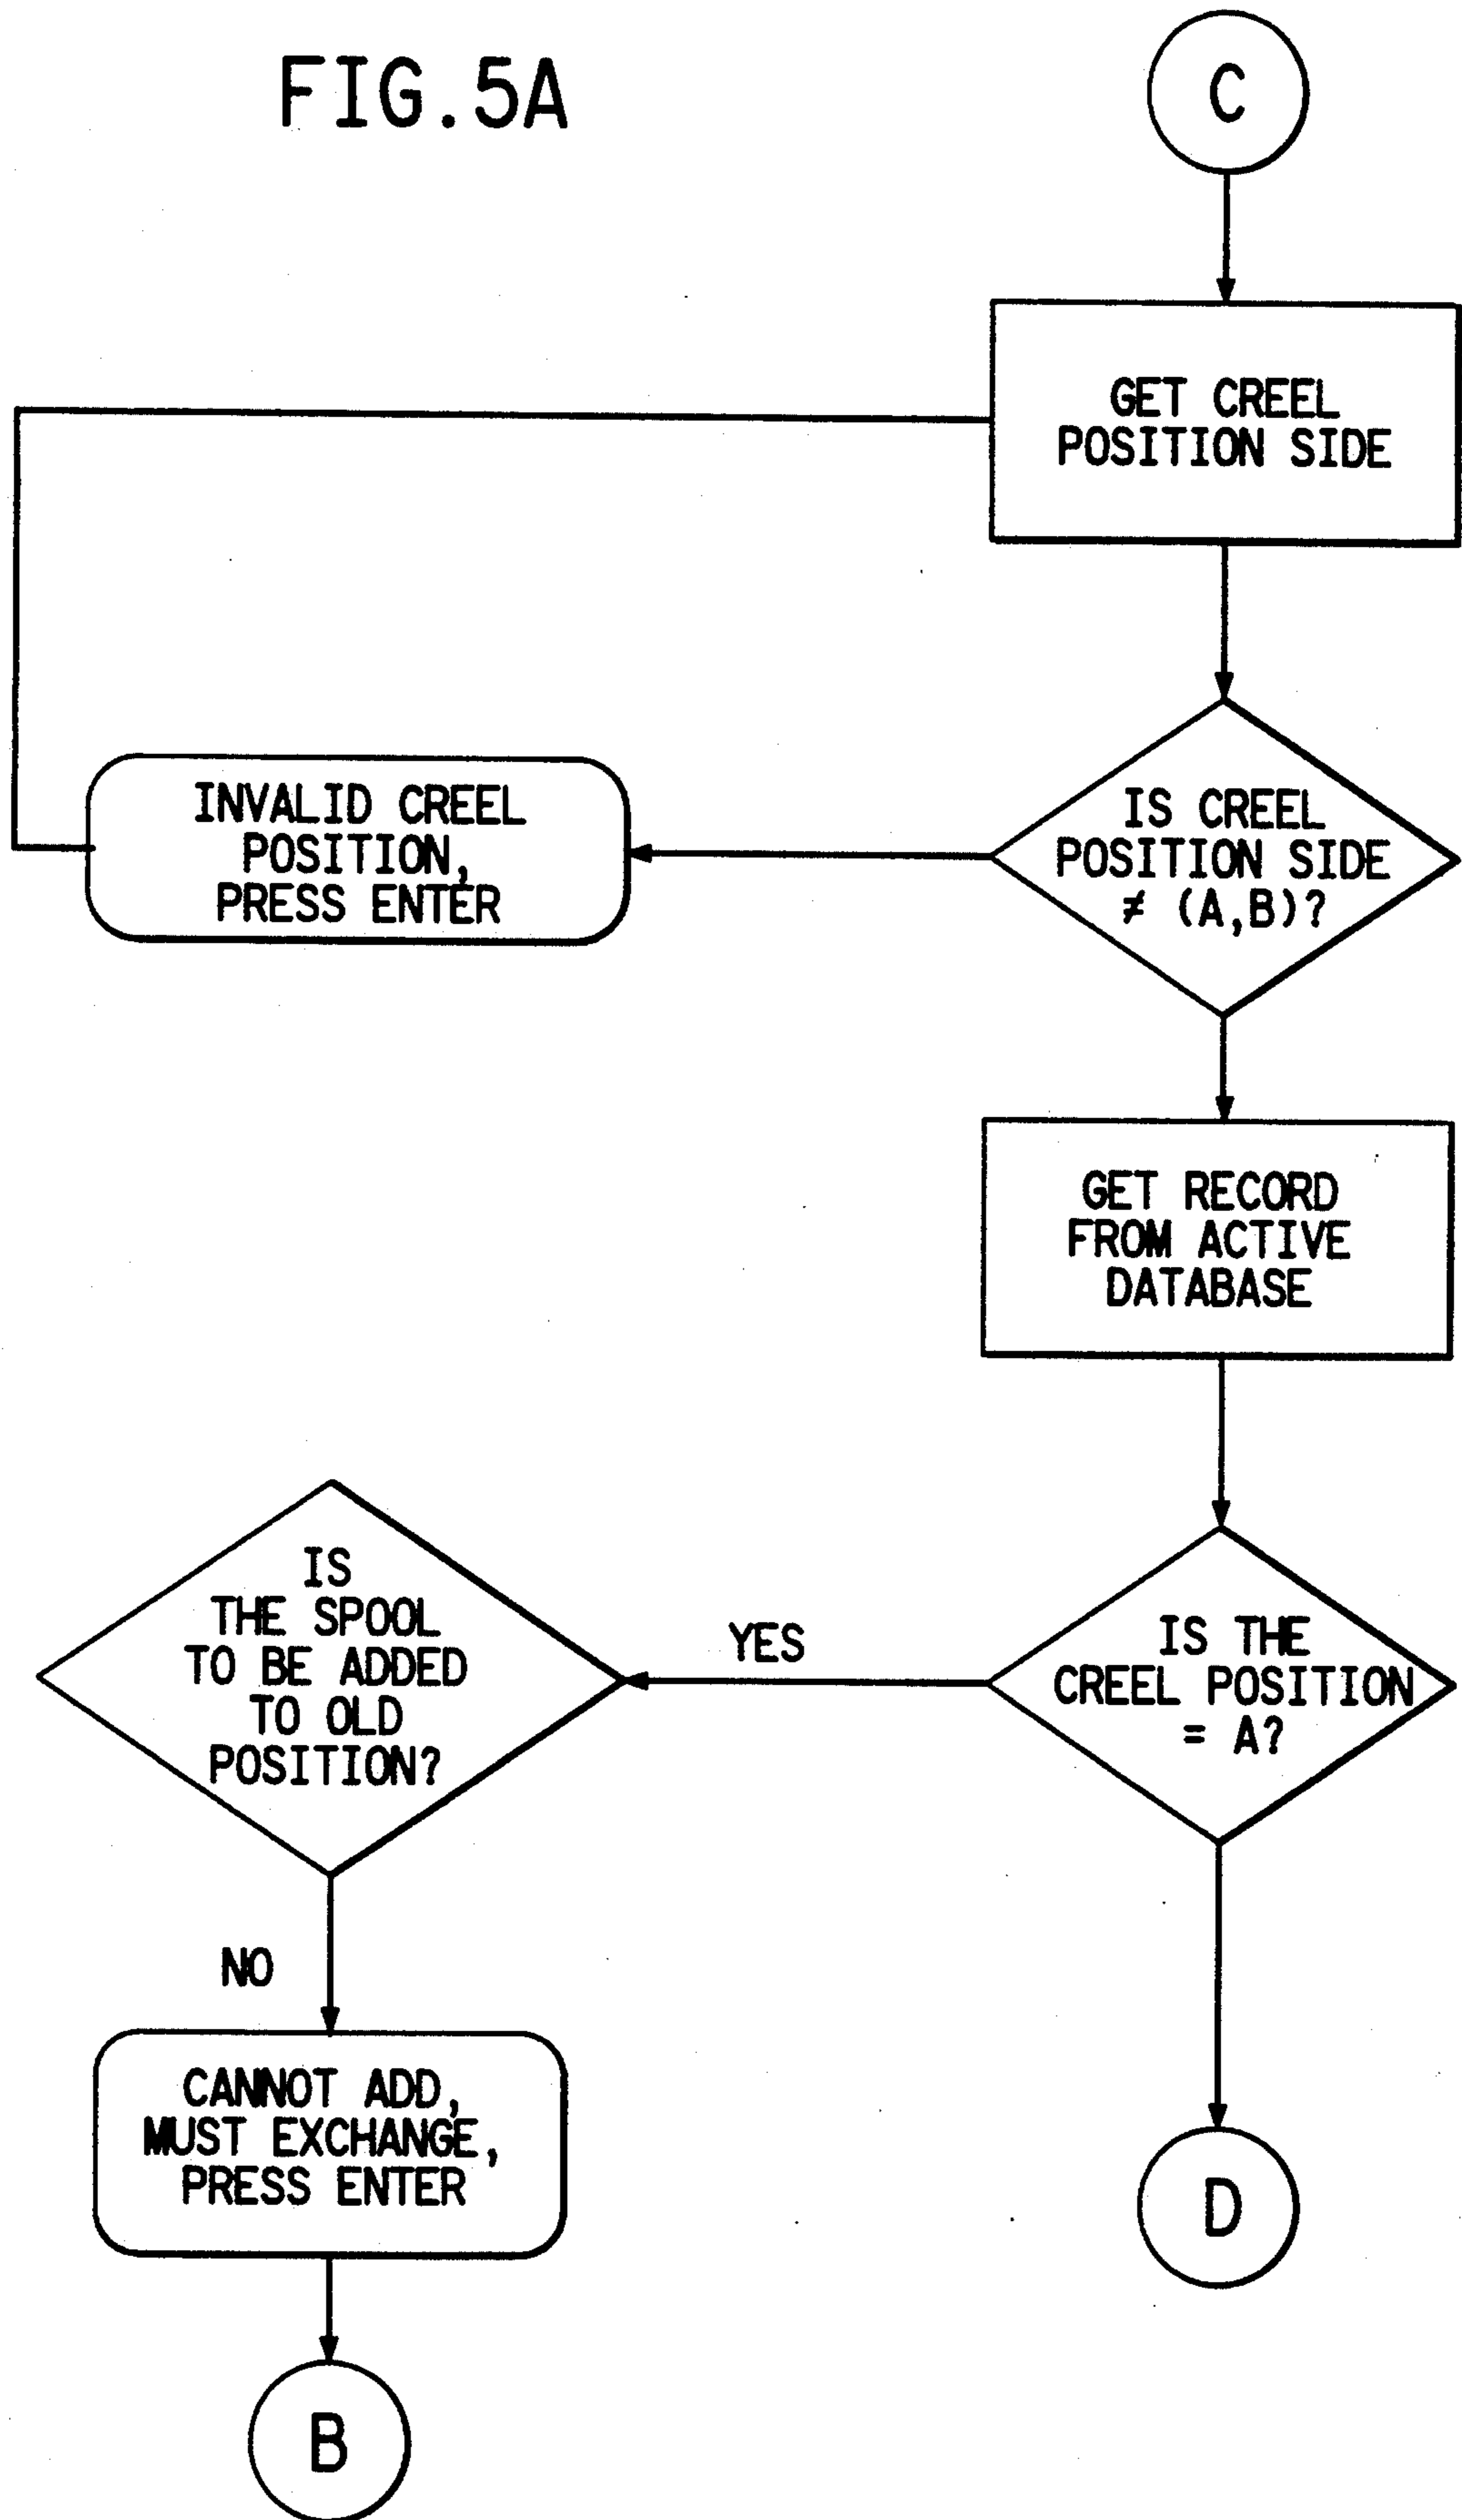 FIG.5A
C
GET CREEL
POSITION SIDE
IS CREEL
POSITION SIDE
≠ (A,B)?
INVALID CREEL
POSITION,
PRESS ENTER
GET RECORD
FROM ACTIVE
DATABASE
IS THE
CREEL POSITION
= A?
YES
IS
THE SPOOL
TO BE ADDED
TO OLD
POSITION?
NO
CANNOT ADD,
MUST EXCHANGE,
PRESS ENTER
D
B